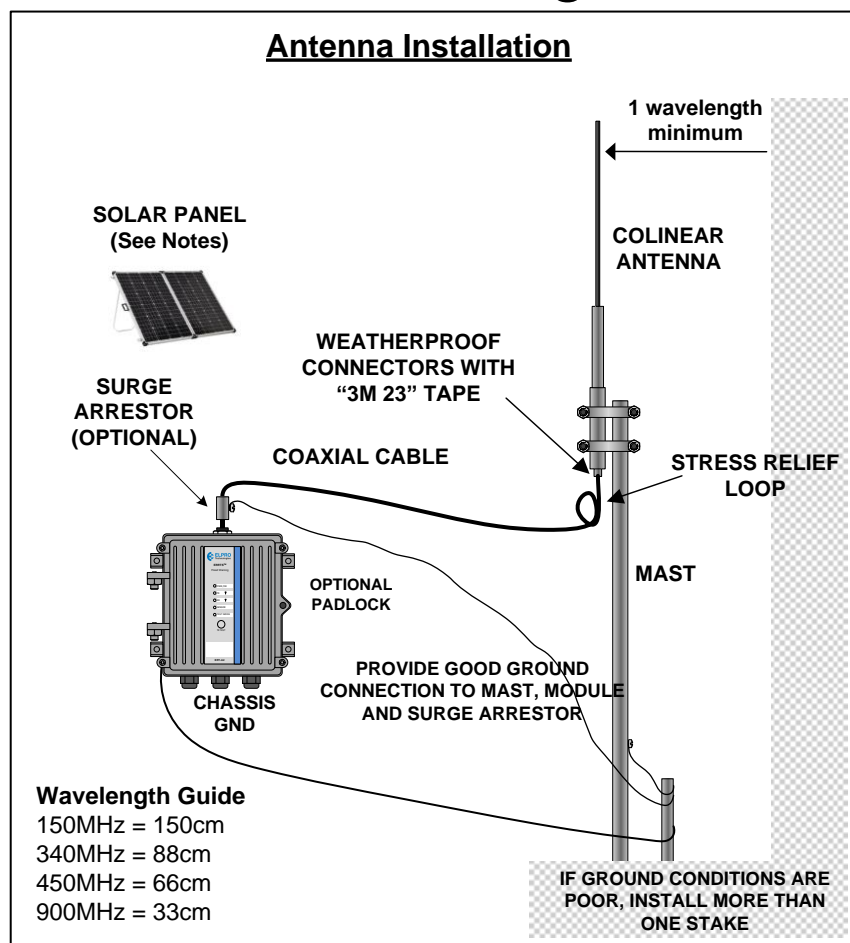 Antenna Installation
1 wavelength
minimum
SOLAR PANEL
(See Notes)
COLINEAR
ANTENNA
WEATHERPROOF
CONNECTORS WITH
“3M 23” TAPE
SURGE
ARRESTOR
(OPTIONAL)
COAXIAL CABLE
STRESS RELIEF
LOOP
ELPRO
OPTIONAL
PADLOCK
MAST
PROVIDE GOOD GROUND
CONNECTION TO MAST, MODULE
AND SURGE ARRESTOR
CHASSIS
GND
Wavelength Guide
150MHz = 150cm
340MHz = 88cm
450MHz = 66cm
900MHz = 33cm
IF GROUND CONDITIONS ARE
POOR, INSTALL MORE THAN
ONE STAKE